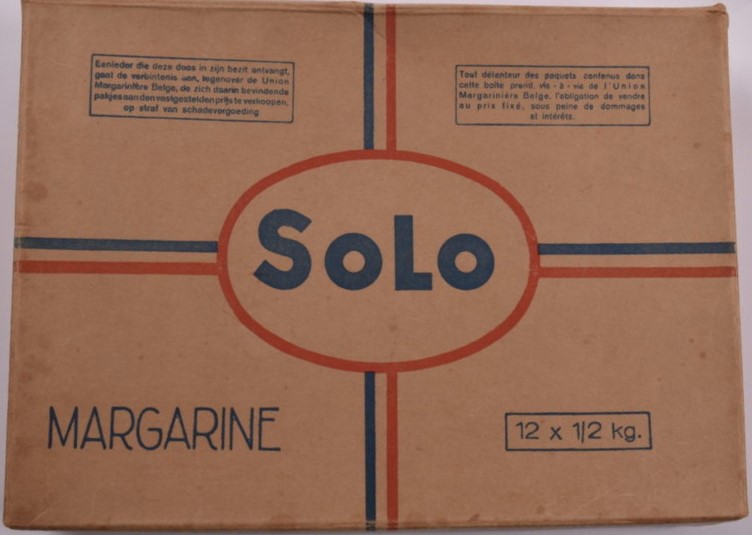 Eenieder die deze doos in zijn bezit ontvangt,
gaat de verbintenis aan, tegenover de Union
Margarinière Belge, de zich daarin bevindende
pakjes aan den vastgestelden prijs te verkoopen,
op straf van schadevergoeding
Tout détenteur des paquets contenus dans
cette boîte prend, vis-à-vis de l'Union
Margarinière Belge, l'obligation de vendre
au prix fixé, sous peine de dommages
et intérêts.
SoLo
MARGARINE
12 x 1/2 kg.